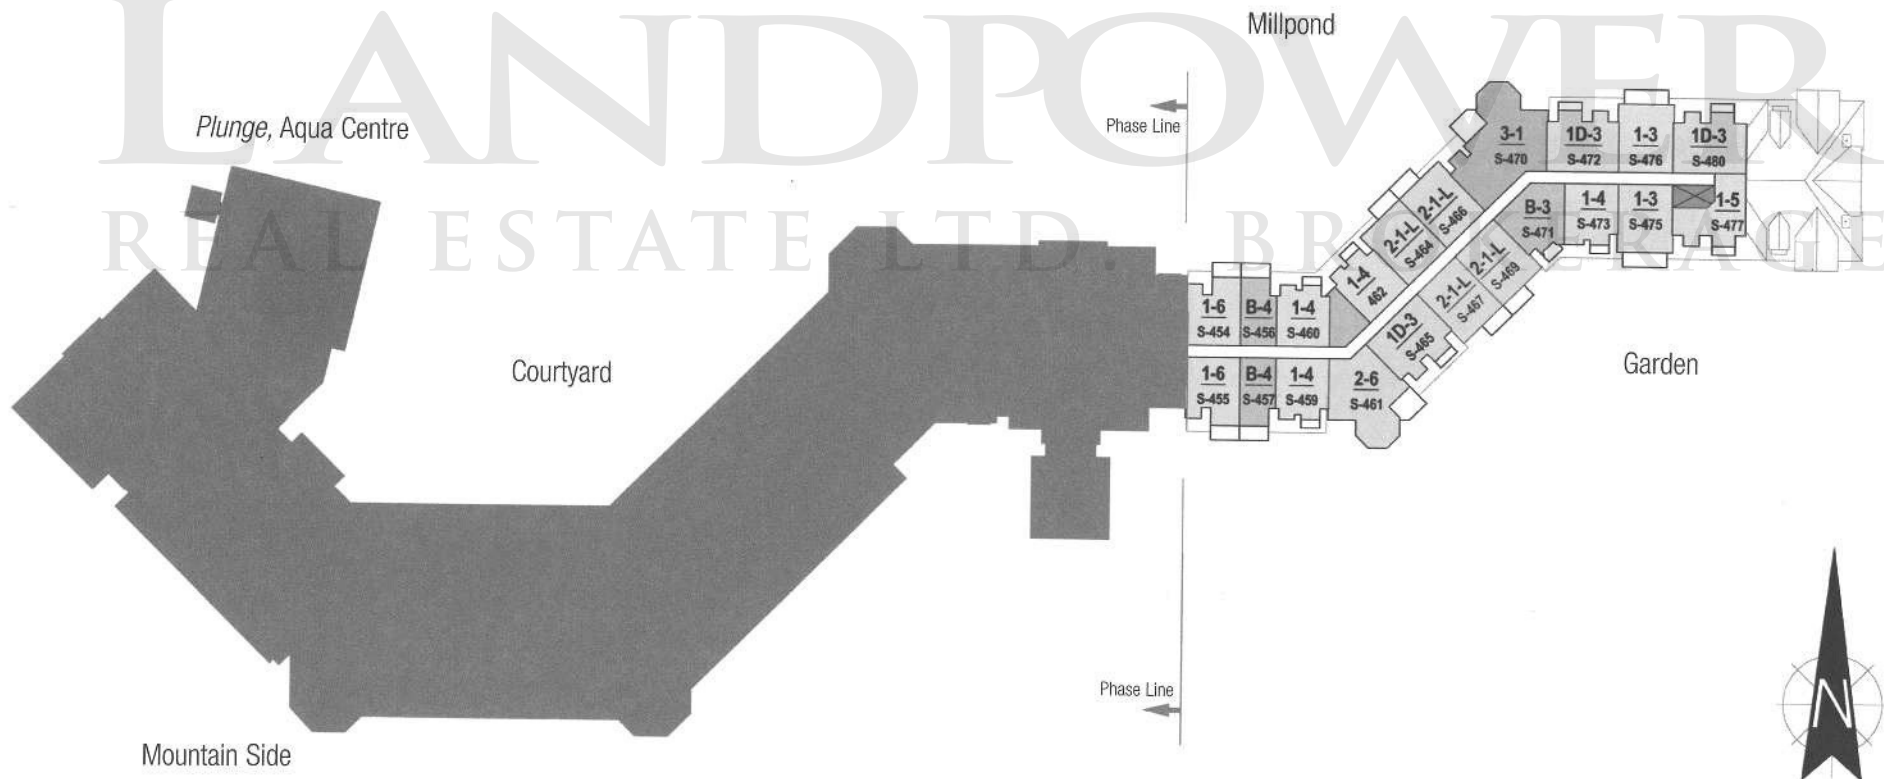 LANDPOWER
REAL ESTATE LTD. BROKERAGE
Millpond
Plunge, Aqua Centre
Phase Line
3-1
S-470
1D-3
S-472
1-3
S-476
1D-3
S-480
2-1-L
S-466
2-1-L
S-464
1-4
462
B-3
S-471
1-4
S-473
1-3
S-475
1-5
S-477
2-1-L
S-469
2-1-L
S-467
1D-3
S-465
1-6
S-454
B-4
S-456
1-4
S-460
1-6
S-455
B-4
S-457
1-4
S-459
2-6
S-461
Courtyard
Garden
Phase Line
N
Mountain Side